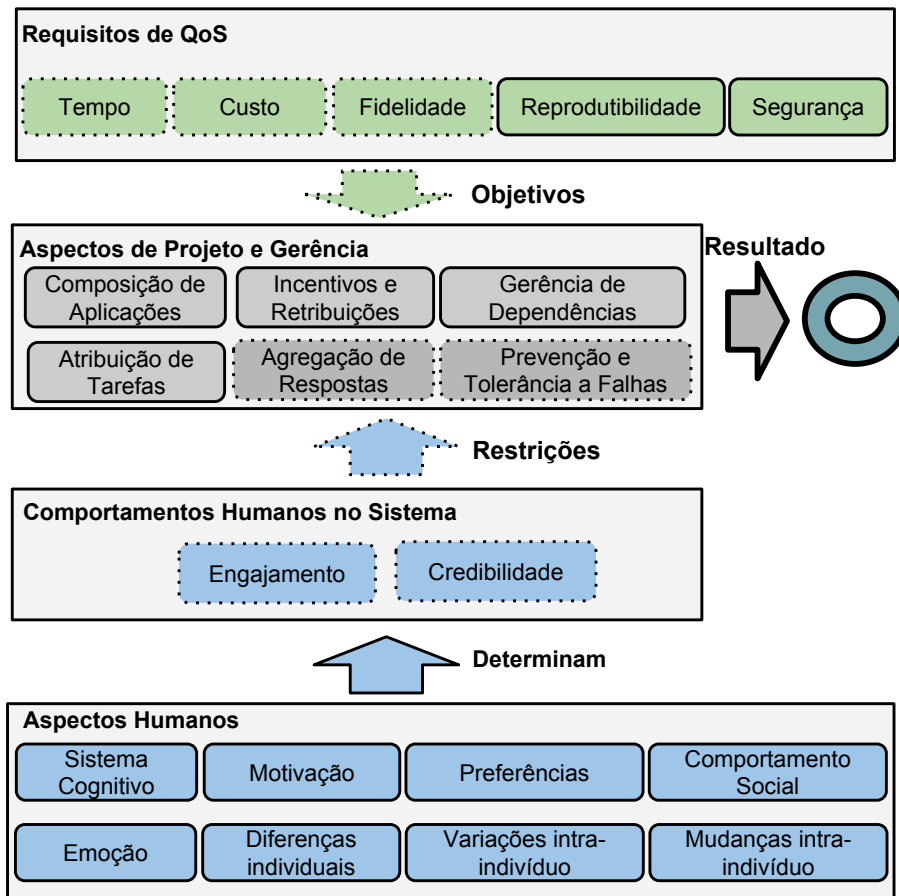 Requisitos de QoS
Tempo
Custo
Fidelidade
Reprodutibilidade
Segurança
Objetivos
Aspectos de Projeto e Gerência
Composição de
Aplicações
Incentivos e
Retribuições
Gerência de
Dependências
Atribuição de
Tarefas
Agregação de
Respostas
Prevenção e
Tolerância a Falhas
Resultado
Restrições
Comportamentos Humanos no Sistema
Engajamento
Credibilidade
Determinam
Aspectos Humanos
Sistema
Cognitivo
Motivação
Preferências
Comportamento
Social
Emoção
Diferenças
individuais
Variações intra-
indivíduo
Mudanças intra-
indivíduo